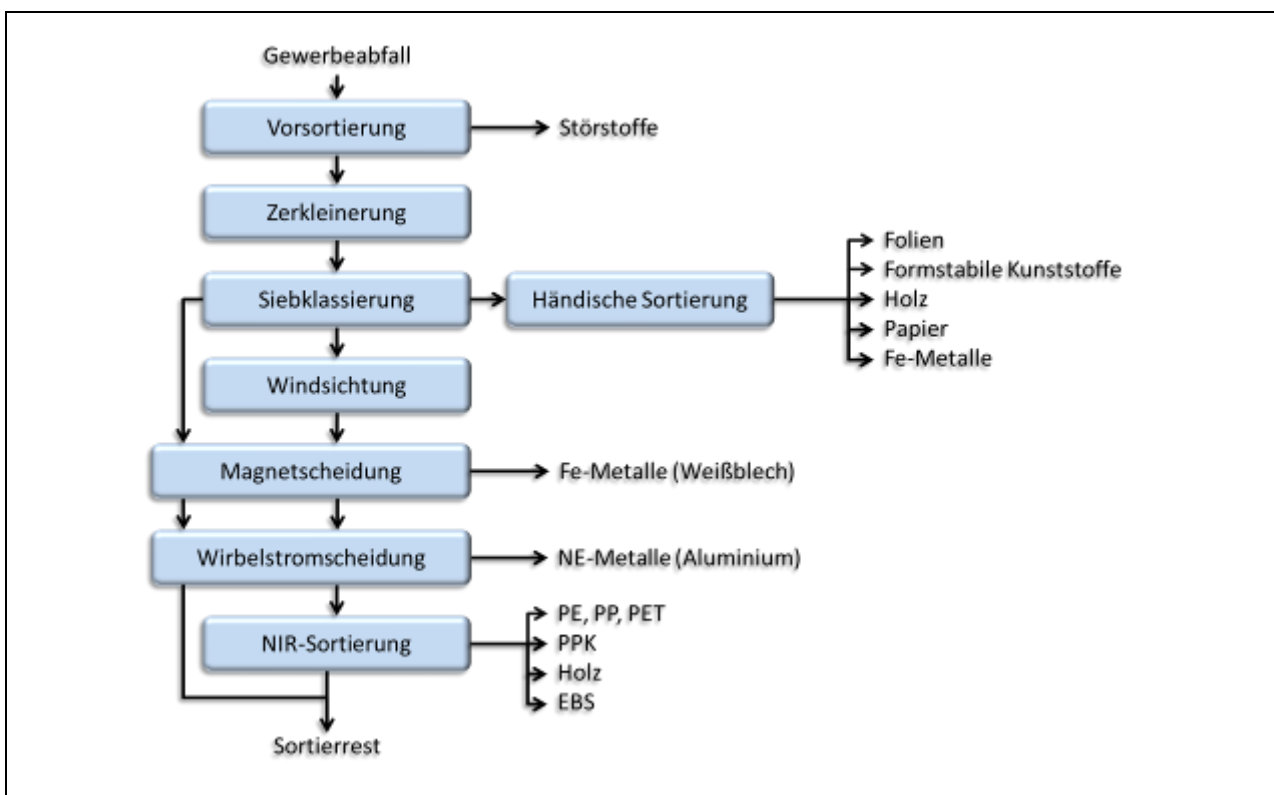 Gewerbeabfall
Vorsortierung
Störstoffe
Zerkleinerung
Siebklassierung
Händische Sortierung
Folien
Formstabile Kunststoffe
Holz
Papier
Fe-Metalle
Windsichtung
Magnetscheidung
Fe-Metalle (Weißblech)
Wirbelstromscheidung
NE-Metalle (Aluminium)
NIR-Sortierung
PE, PP, PET
PPK
Holz
EBS
Sortierrest